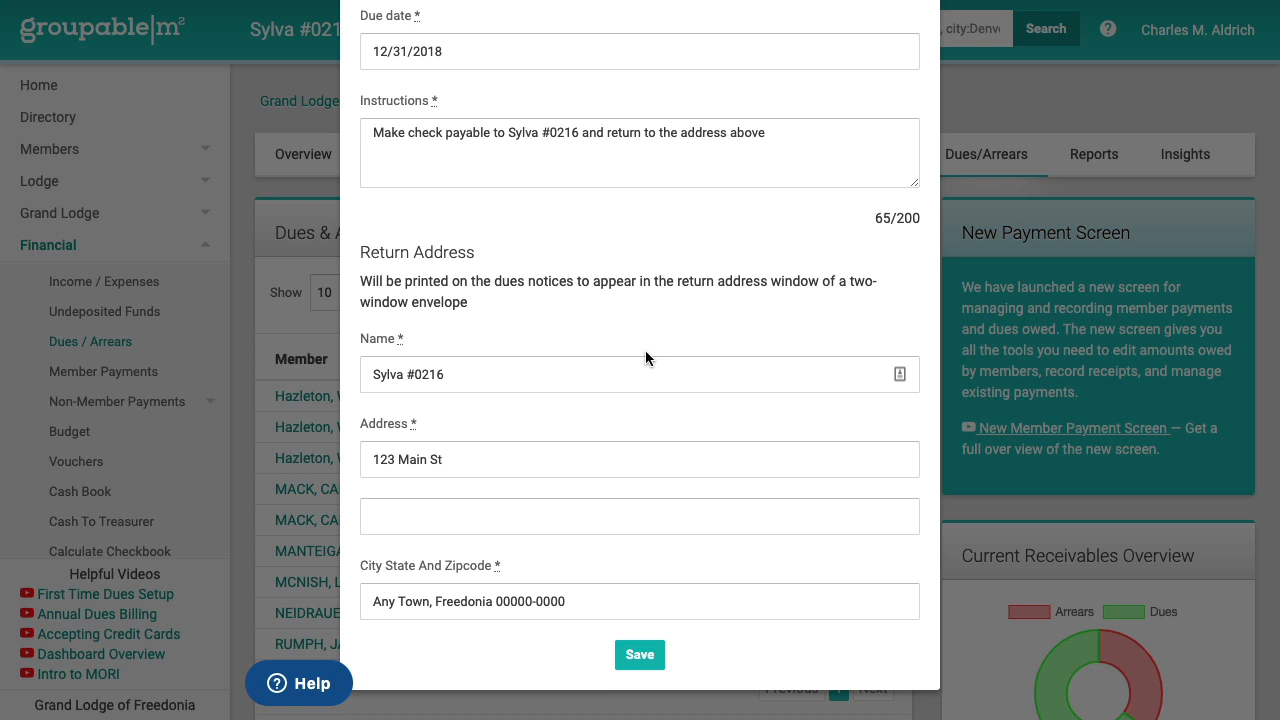 groupable|m²
Sylva #021
, city:Denv
Search
Charles M. Aldrich
Home
Directory
Members
Lodge
Grand Lodge
Financial
Income / Expenses
Undeposited Funds
Dues / Arrears
Member Payments
Non-Member Payments
Budget
Vouchers
Cash Book
Cash To Treasurer
Calculate Checkbook
Helpful Videos
First Time Dues Setup
Annual Dues Billing
Accepting Credit Cards
Dashboard Overview
Intro to MORI
Grand Lodge of Freedonia
Help
Grand Lodge
Overview
Dues/Arrears
Reports
Insights
Dues & A
Show 10
Member
Hazleton, W
Hazleton, W
Hazleton, W
MACK, CA
MACK, CA
MANTEIGA
MCNISH, L
NEIDRAUE
RUMPH, JA
Due date *
12/31/2018
Instructions *
Make check payable to Sylva #0216 and return to the address above
65/200
Return Address
Will be printed on the dues notices to appear in the return address window of a two-
window envelope
Name *
Sylva #0216
Address *
123 Main St
City State And Zipcode *
Any Town, Freedonia 00000-0000
Save
Previous
1
Next
New Payment Screen
We have launched a new screen for
managing and recording member payments
and dues owed. The new screen gives you
all the tools you need to edit amounts owed
by members, record receipts, and manage
existing payments.
New Member Payment Screen — Get a
full over view of the new screen.
Current Receivables Overview
Arrears
Dues